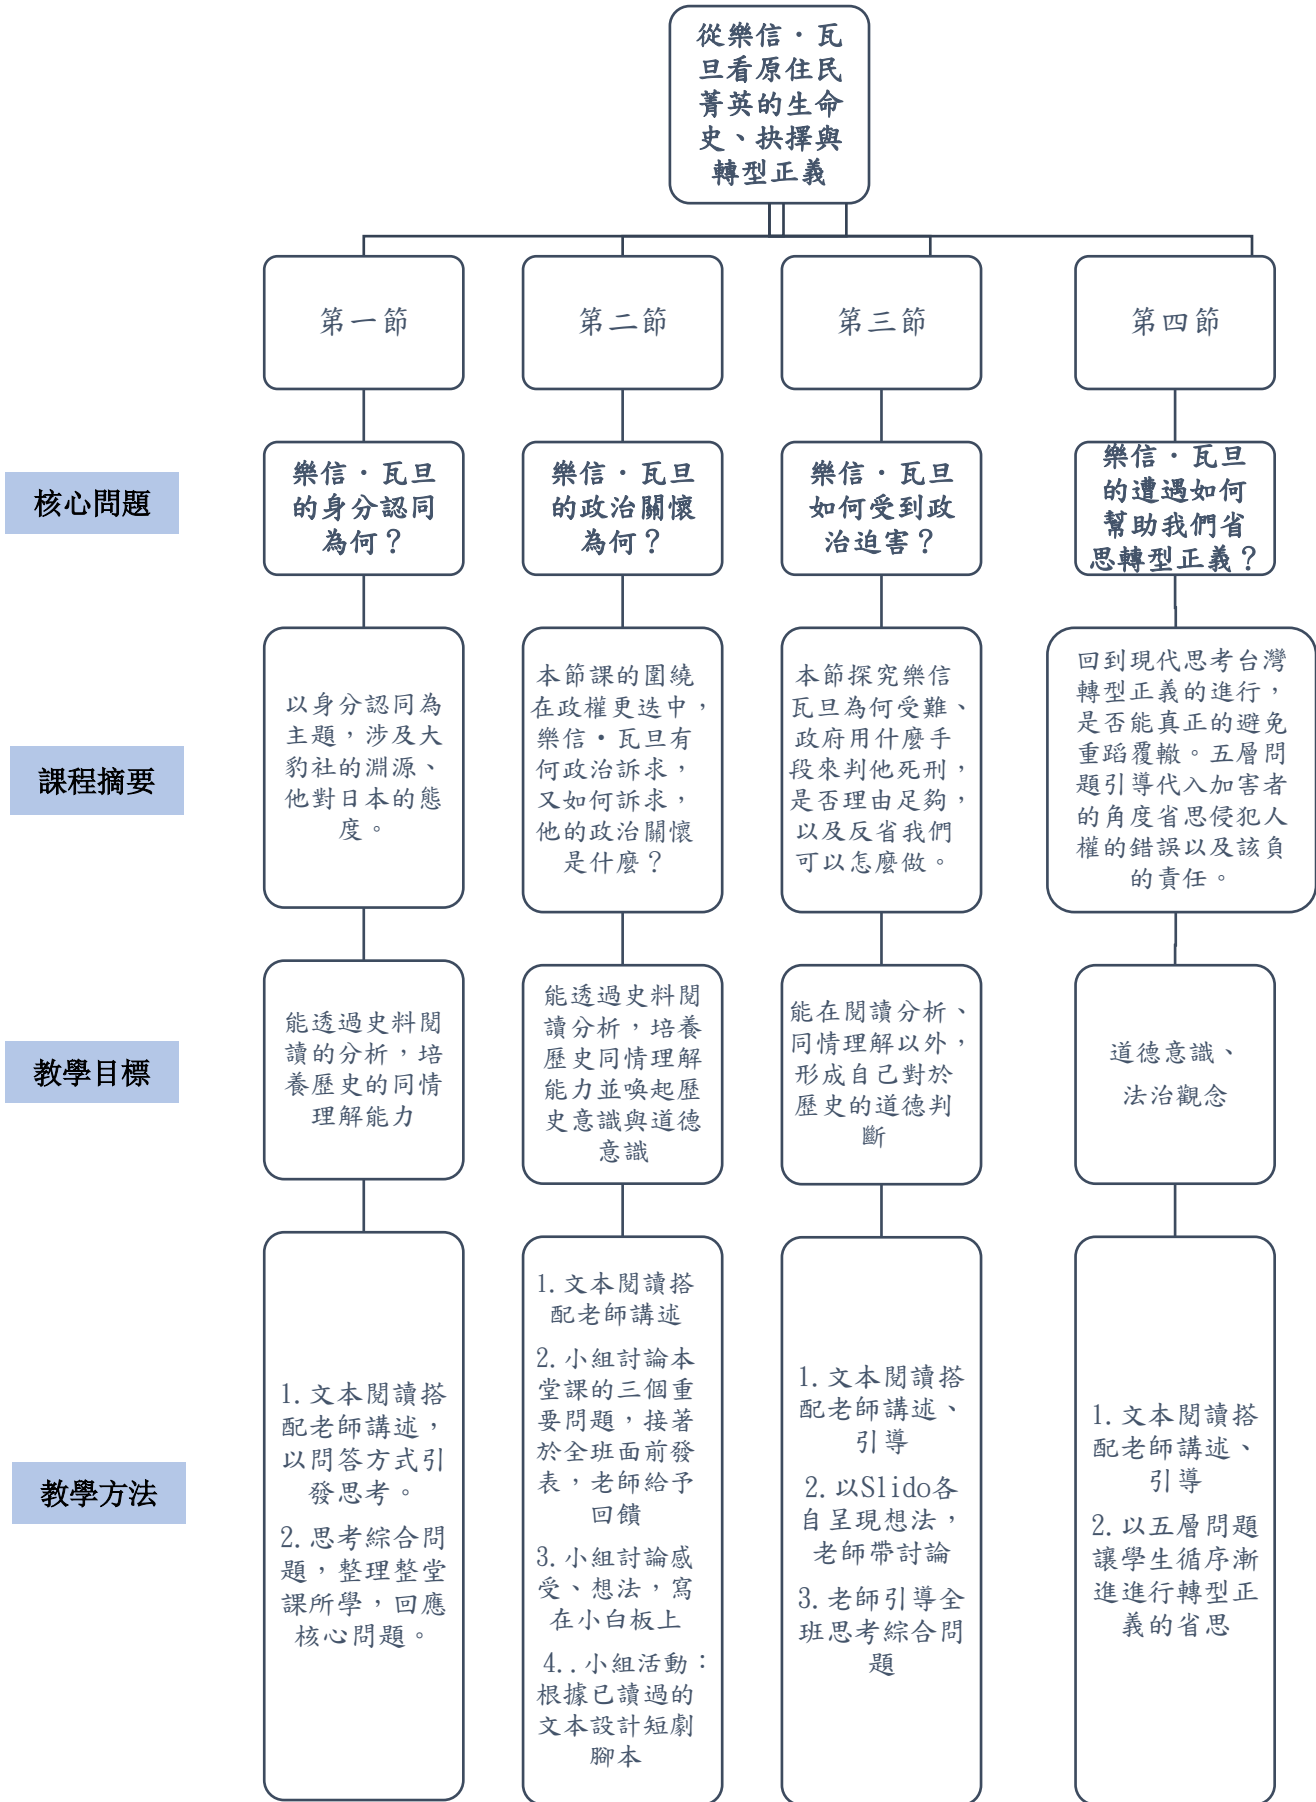 從樂信·瓦
旦看原住民
菁英的生命
史、抉擇與
轉型正義
第一節
第二節
第三節
第四節
核心問題
樂信·瓦旦
的身分認同
為何？
樂信·瓦旦
的政治關懷
為何？
樂信·瓦旦
如何受到政
治迫害？
樂信·瓦旦
的遭遇如何
幫助我們省
思轉型正義？
課程摘要
以身分認同為
主題，涉及大
豹社的淵源、
他對日本的態
度。
本節課的圍繞
在政權更迭中，
樂信·瓦旦有
何政治訴求，
又如何訴求，
他的政治關懷
是什麼？
本節探究樂信
瓦旦為何受難、
政府用什麼手
段來判他死刑，
是否理由足夠，
以及反省我們
可以怎麼做。
回到現代思考台灣
轉型正義的進行，
是否能真正的避免
重蹈覆轍。五層問
題引導代入加害者
的角度省思侵犯人
權的錯誤以及該負
的責任。
教學目標
能透過史料閱
讀的分析，培
養歷史的同情
理解能力
能透過史料閱
讀分析，培養
歷史同情理解
能力並喚起歷
史意識與道德
意識
能在閱讀分析、
同情理解以外，
形成自己對於
歷史的道德判
斷
道德意識、
法治觀念
教學方法
1.文本閱讀搭
配老師講述，
以問答方式引
發思考。
2.思考綜合問
題，整理整堂
課所學，回應
核心問題。
1.文本閱讀搭
配老師講述
2.小組討論本
堂課的三個重
要問題，接著
於全班面前發
表，老師給予
回饋
3.小組討論感
受、想法，寫
在小白板上
4..小組活動：
根據已讀過的
文本設計短劇
腳本
1.文本閱讀搭
配老師講述、
引導
2.以Slido各
自呈現想法，
老師帶討論
3.老師引導全
班思考綜合問
題
1.文本閱讀搭
配老師講述、
引導
2.以五層問題
讓學生循序漸
進進行轉型正
義的省思